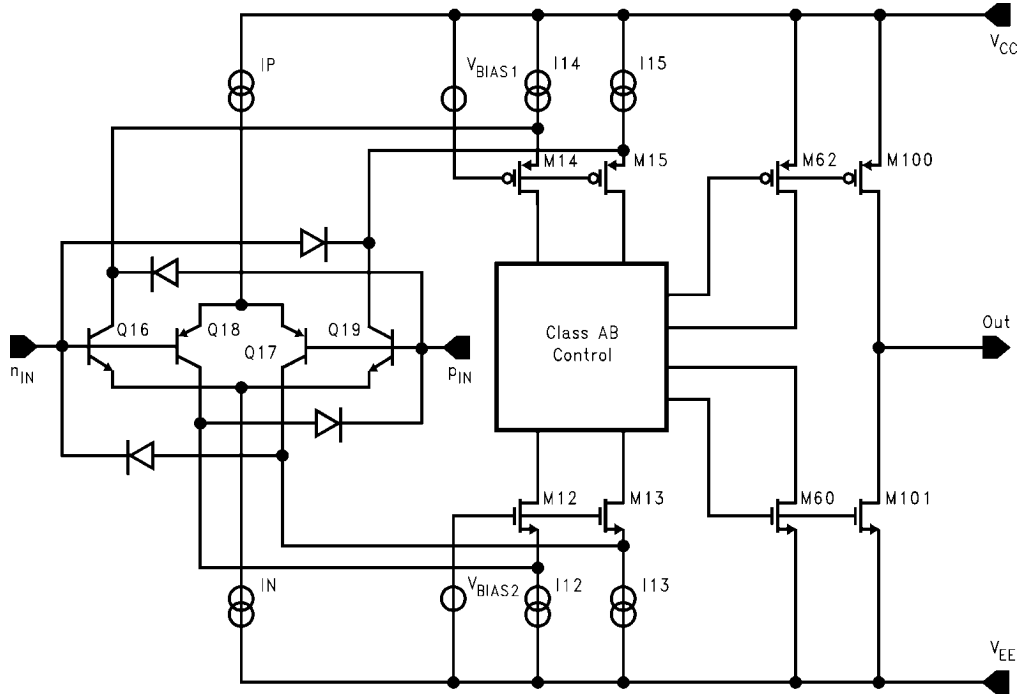 V_CC
IP
V_BIAS1
I14
I15
M14
M15
M62
M100
Q16
Q18
Q17
Q19
Class AB
Control
Out
n_IN
p_IN
M12
M13
M60
M101
IN
V_BIAS2
I12
I13
V_EE